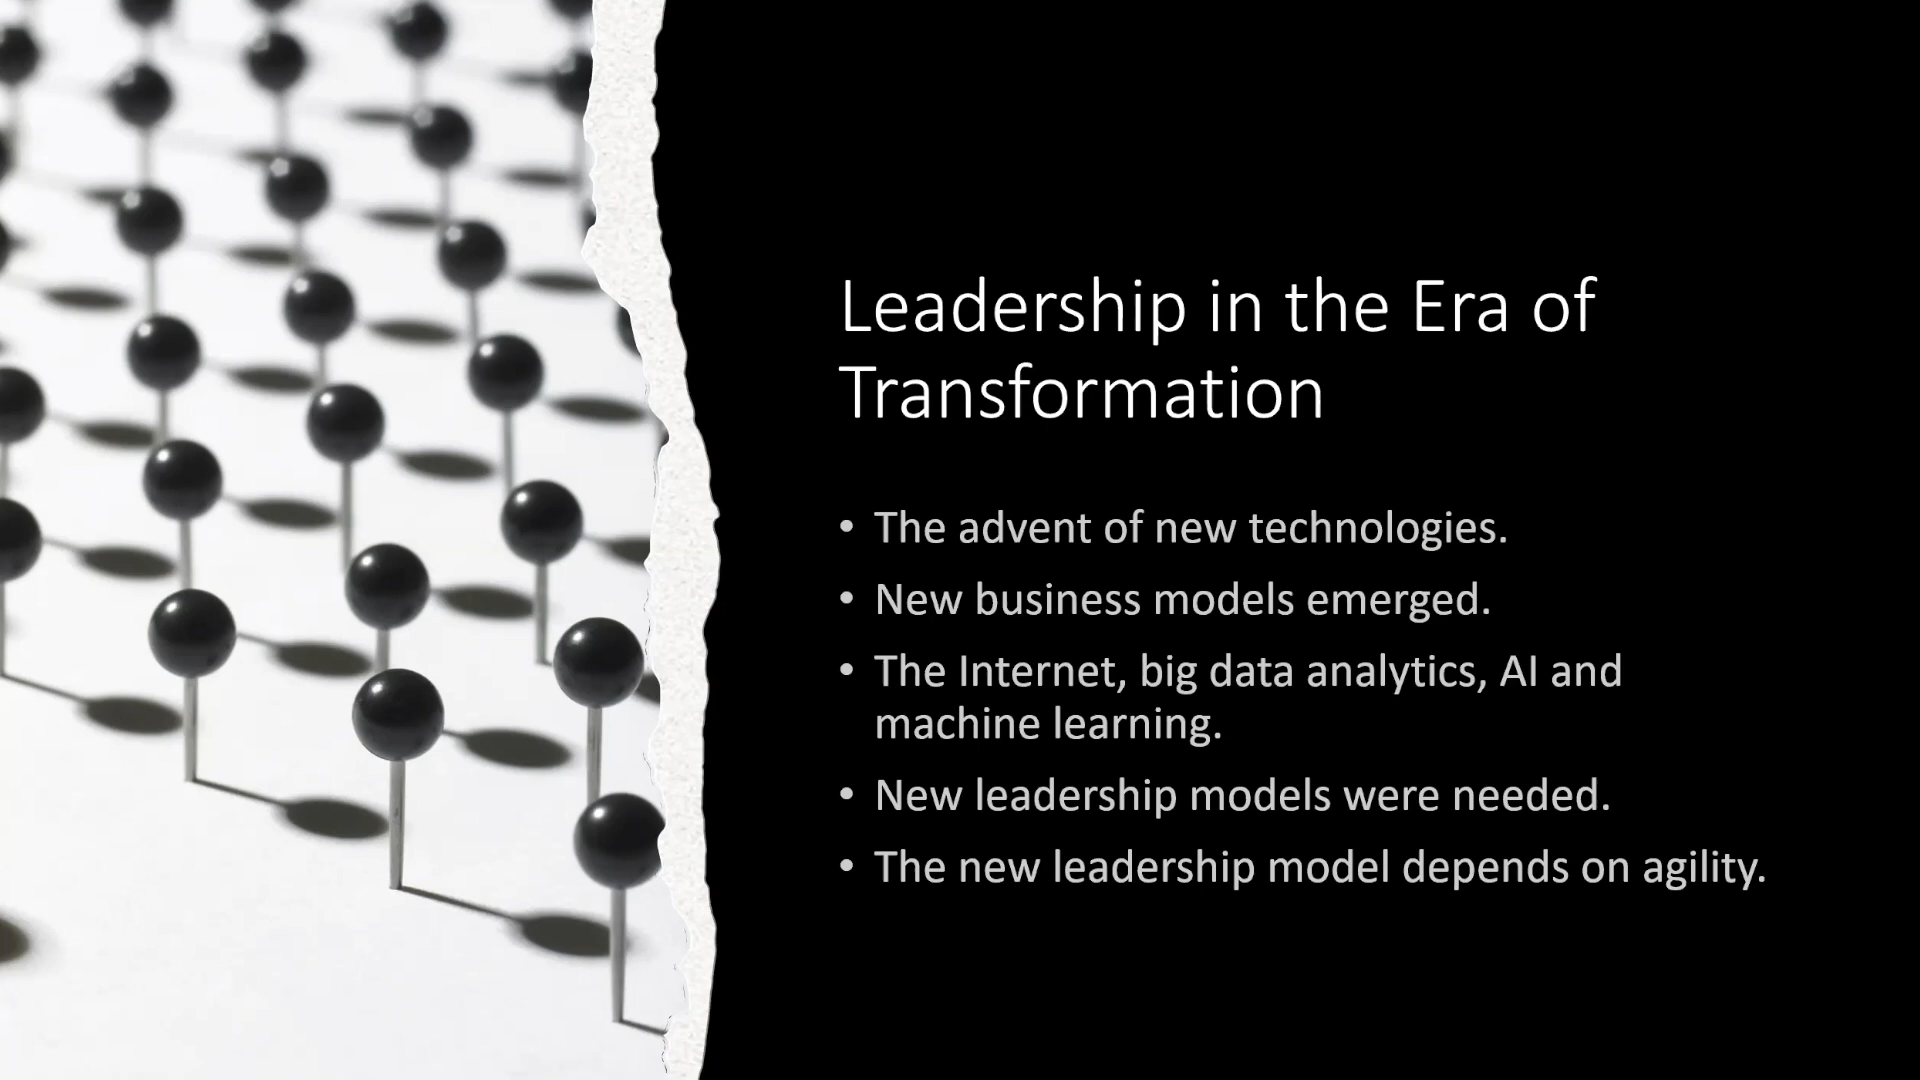 Leadership in the Era of
Transformation
• The advent of new technologies.
• New business models emerged.
• The Internet, big data analytics, AI and
machine learning.
• New leadership models were needed.
• The new leadership model depends on agility.